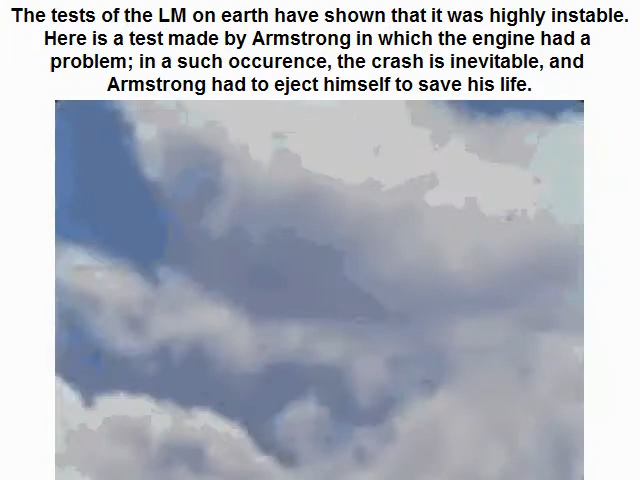 The tests of the LM on earth have shown that it was highly instable.
Here is a test made by Armstrong in which the engine had a
problem; in a such occurence, the crash is inevitable, and
Armstrong had to eject himself to save his life.